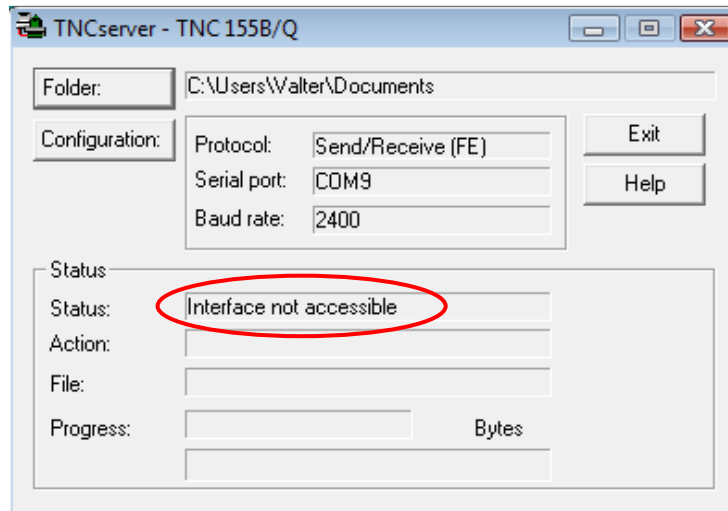 TNCserver - TNC 155B/Q
Folder: C:\Users\Valter\Documents
Configuration:
Protocol: Send/Receive (FE)
Serial port: COM9
Baud rate: 2400
Exit
Help
Status
Status: Interface not accessible
Action:
File:
Progress: Bytes